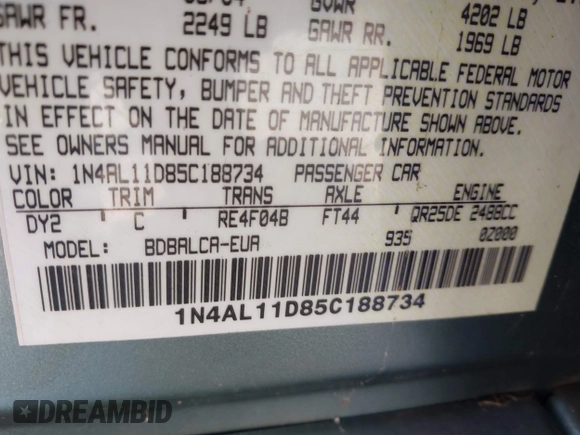 GAWR FR. 2249 LB GAWR RR. 4202 LB
1969 LB
THIS VEHICLE CONFORMS TO ALL APPLICABLE FEDERAL MOTOR
VEHICLE SAFETY, BUMPER AND THEFT PREVENTION STANDARDS
IN EFFECT ON THE DATE OF MANUFACTURE SHOWN ABOVE.
SEE OWNERS MANUAL FOR ADDITIONAL INFORMATION.
VIN: 1N4AL11D85C188734 PASSENGER CAR
COLOR TRIM TRANS AXLE ENGINE
DY2 C RE4F04B FT44 QR25DE 2488CC
MODEL: BDBALCA-EUA 935 0Z000
1N4AL11D85C188734
DREAMBID